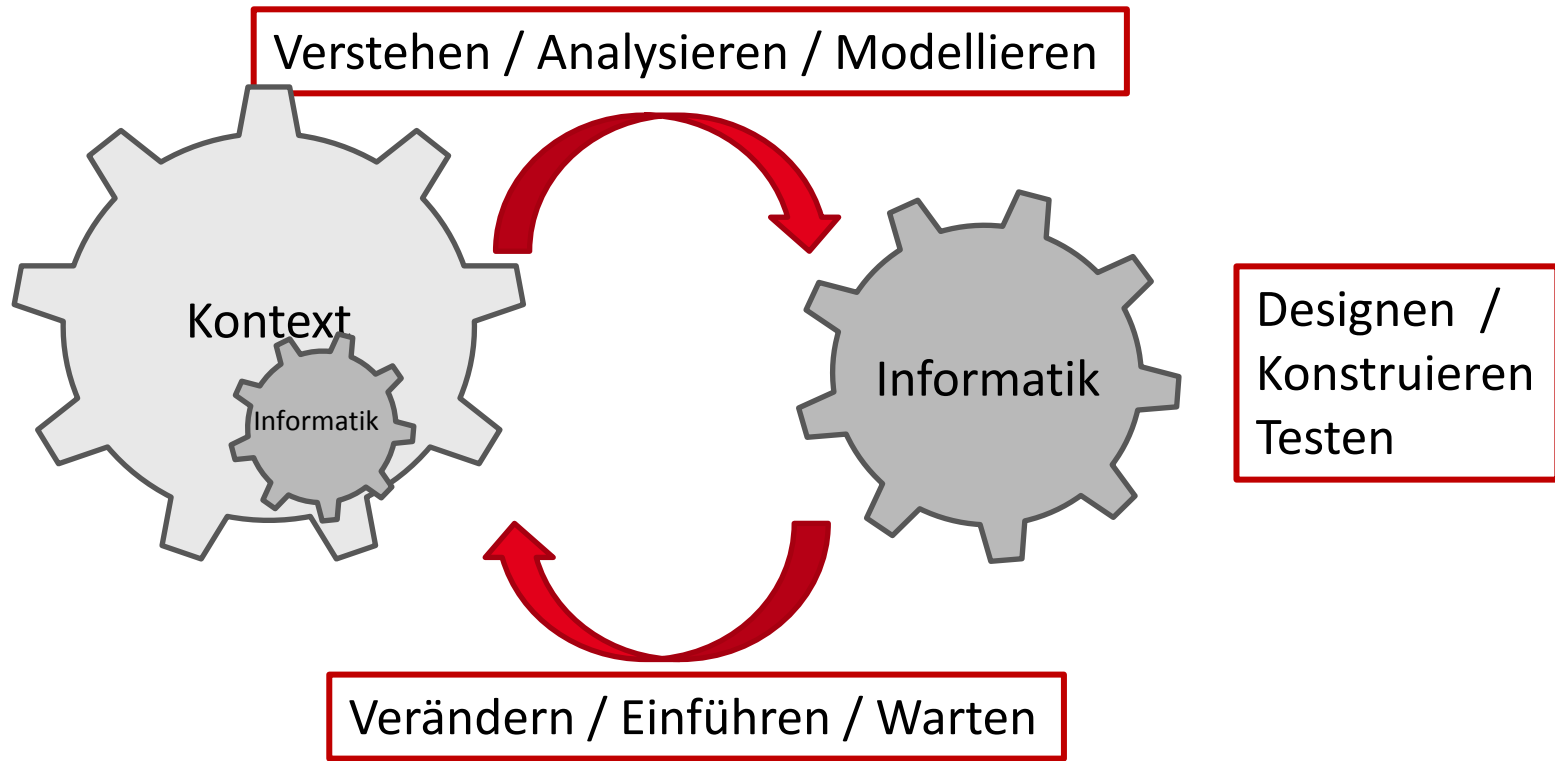 Verstehen / Analysieren / Modellieren
Kontext
Informatik
Informatik
Designen /
Konstruieren
Testen
Verändern / Einführen / Warten